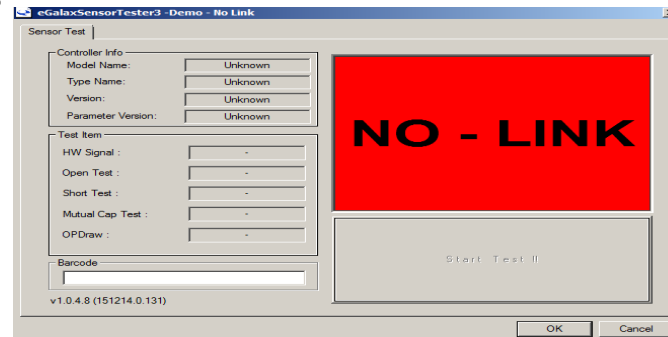 eGalaxSensorTester3 -Demo - No Link
Sensor Test
Controller Info
Model Name: Unknown
Type Name: Unknown
Version: Unknown
Parameter Version: Unknown
Test Item
HW Signal : -
Open Test : -
Short Test : -
Mutual Cap Test : -
OPDraw : -
Barcode
v1.0.4.8 (151214.0.131)
NO - LINK
Start Test !!
OK Cancel